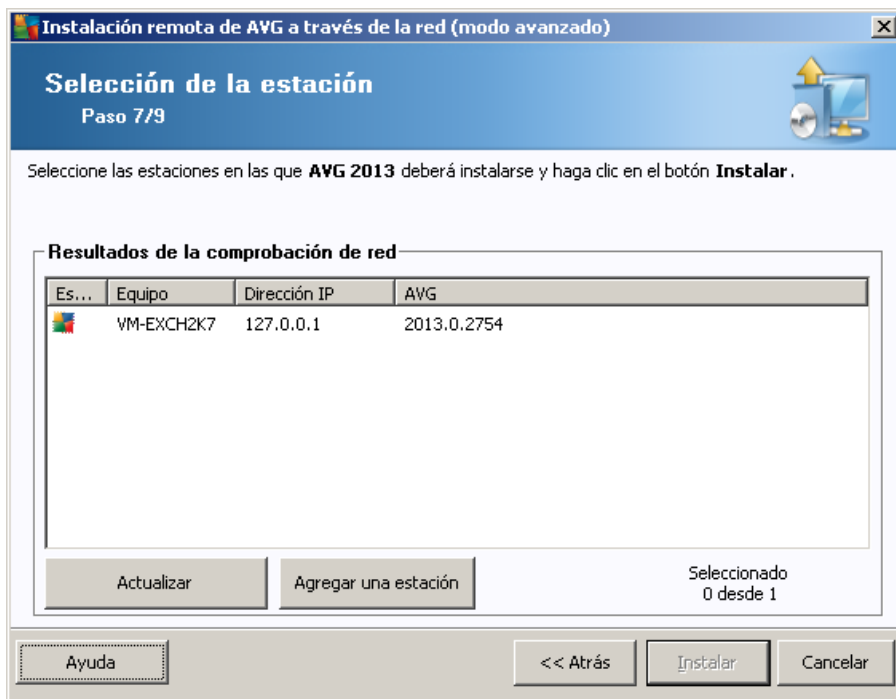 Instalación remota de AVG a través de la red (modo avanzado)
Selección de la estación
Paso 7/9
Seleccione las estaciones en las que AVG 2013 deberá instalarse y haga clic en el botón Instalar.
Resultados de la comprobación de red
Es... Equipo Dirección IP AVG
VM-EXCH2K7 127.0.0.1 2013.0.2754
Actualizar Agregar una estación Seleccionado
0 desde 1
Ayuda << Atrás Instalar Cancelar